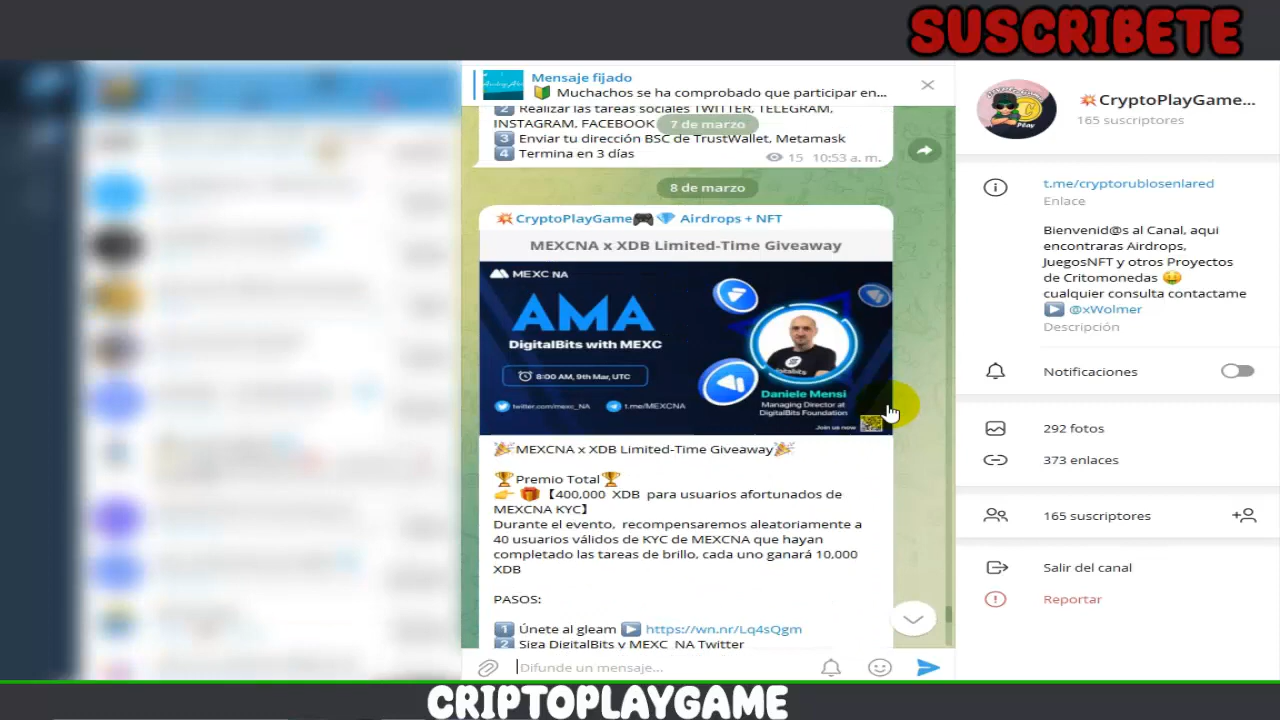 SUSCRIBETE
Mensaje fijado
Muchachos se ha comprobado que participar en...
2 Realizar las tareas sociales TWITTER, TELEGRAM,
INSTAGRAM, FACEBOOK
7 de marzo
3 Enviar tu dirección BSC de TrustWallet, Metamask
4 Termina en 3 días
15 10:53 a. m.
8 de marzo
CryptoPlayGame Airdrops + NFT
MEXCNA x XDB Limited-Time Giveaway
MEXC NA
AMA
DigitalBits with MEXC
8:00 AM, 9th Mar, UTC
twitter.com/mexc_NA
t.me/MEXCNA
Daniele Mensi
Managing Director at
DigitalBits Foundation
Join us now
MEXCNA x XDB Limited-Time Giveaway
Premio Total
【400,000 XDB para usuarios afortunados de
MEXCNA KYC】
Durante el evento, recompensaremos aleatoriamente a
40 usuarios válidos de KYC de MEXCNA que hayan
completado las tareas de brillo, cada uno ganará 10,000
XDB
PASOS:
1 Únete al gleam https://wn.nr/Lq4sQgm
2 Siga DigitalBits y MEXC_NA Twitter
Difunde un mensaje...
CryptoPlayGame...
165 suscriptores
t.me/cryptorublosenlared
Enlace
Bienvenid@s al Canal, aqui
encontraras Airdrops,
JuegosNFT y otros Proyectos
de Critomonedas
cualquier consulta contactame
@xWolmer
Descripción
Notificaciones
292 fotos
373 enlaces
165 suscriptores
Salir del canal
Reportar
CRIPTOPLAYGAME